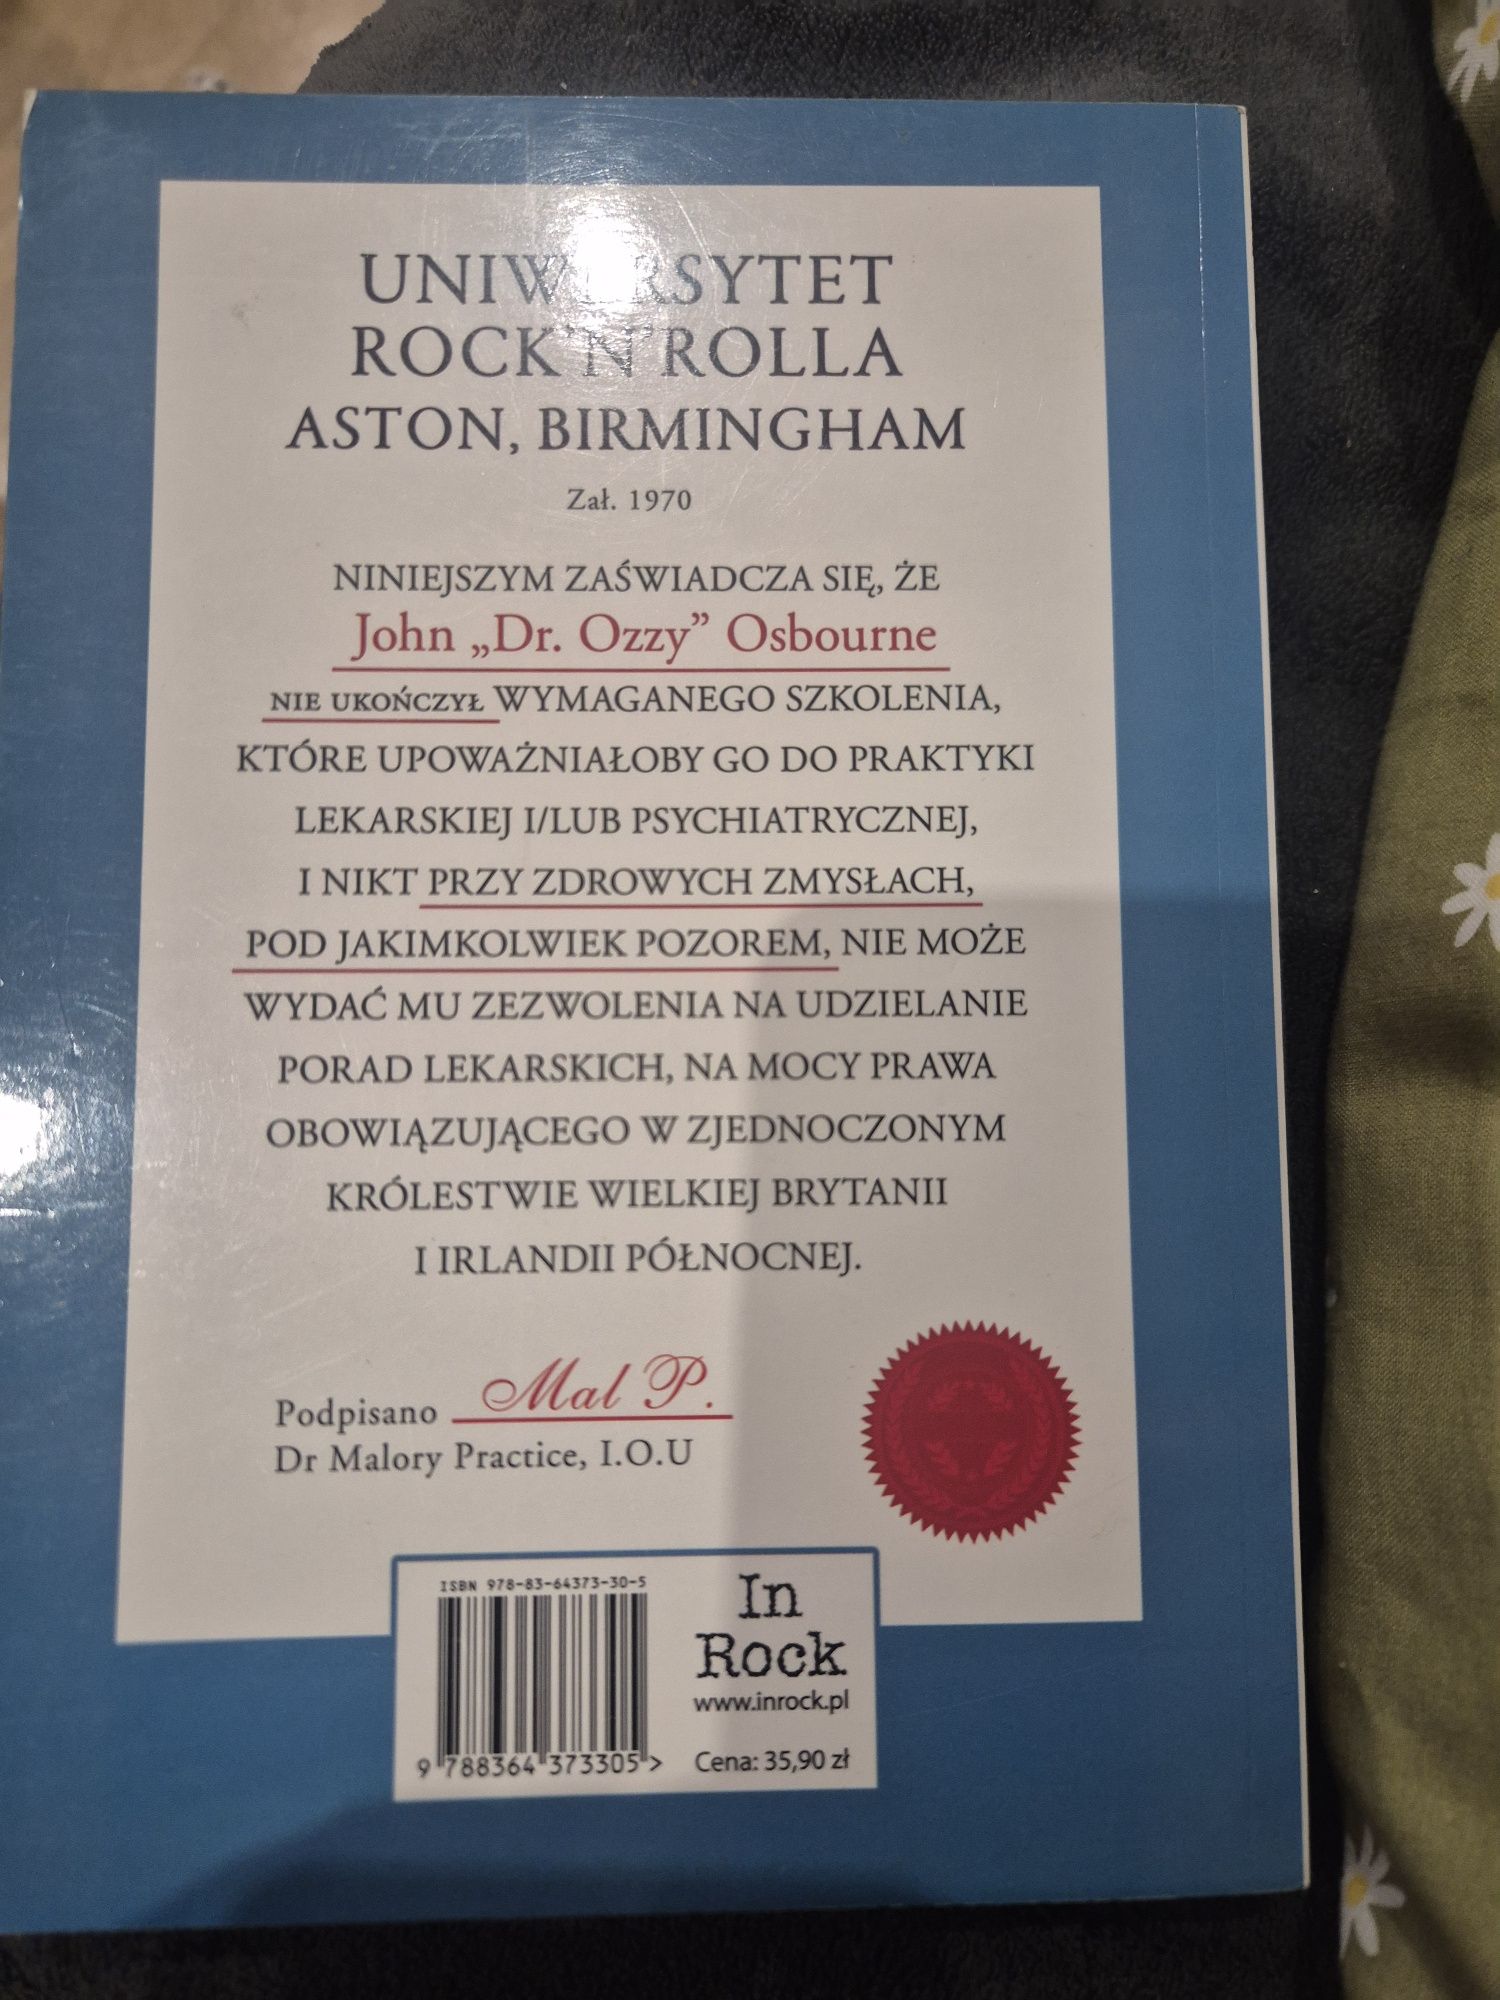 UNIWERSYTET
ROCK'N'ROLLA
ASTON, BIRMINGHAM
Zał. 1970
NINIEJSZYM ZAŚWIADCZA SIĘ, ŻE
John „Dr. Ozzy” Osbourne
NIE UKOŃCZYŁ WYMAGANEGO SZKOLENIA,
KTÓRE UPOWAŻNIAŁOBY GO DO PRAKTYKI
LEKARSKIEJ I/LUB PSYCHIATRYCZNEJ,
I NIKT PRZY ZDROWYCH ZMYSŁACH,
POD JAKIMKOLWIEK POZOREM, NIE MOŻE
WYDAĆ MU ZEZWOLENIA NA UDZIELANIE
PORAD LEKARSKICH, NA MOCY PRAWA
OBOWIĄZUJĄCEGO W ZJEDNOCZONYM
KRÓLESTWIE WIELKIEJ BRYTANII
I IRLANDII PÓŁNOCNEJ.
Podpisano Mal P.
Dr Malory Practice, I.O.U
ISBN 978-83-64373-30-5
9 788364 373305 >
In
Rock
www.inrock.pl
Cena: 35,90 zł